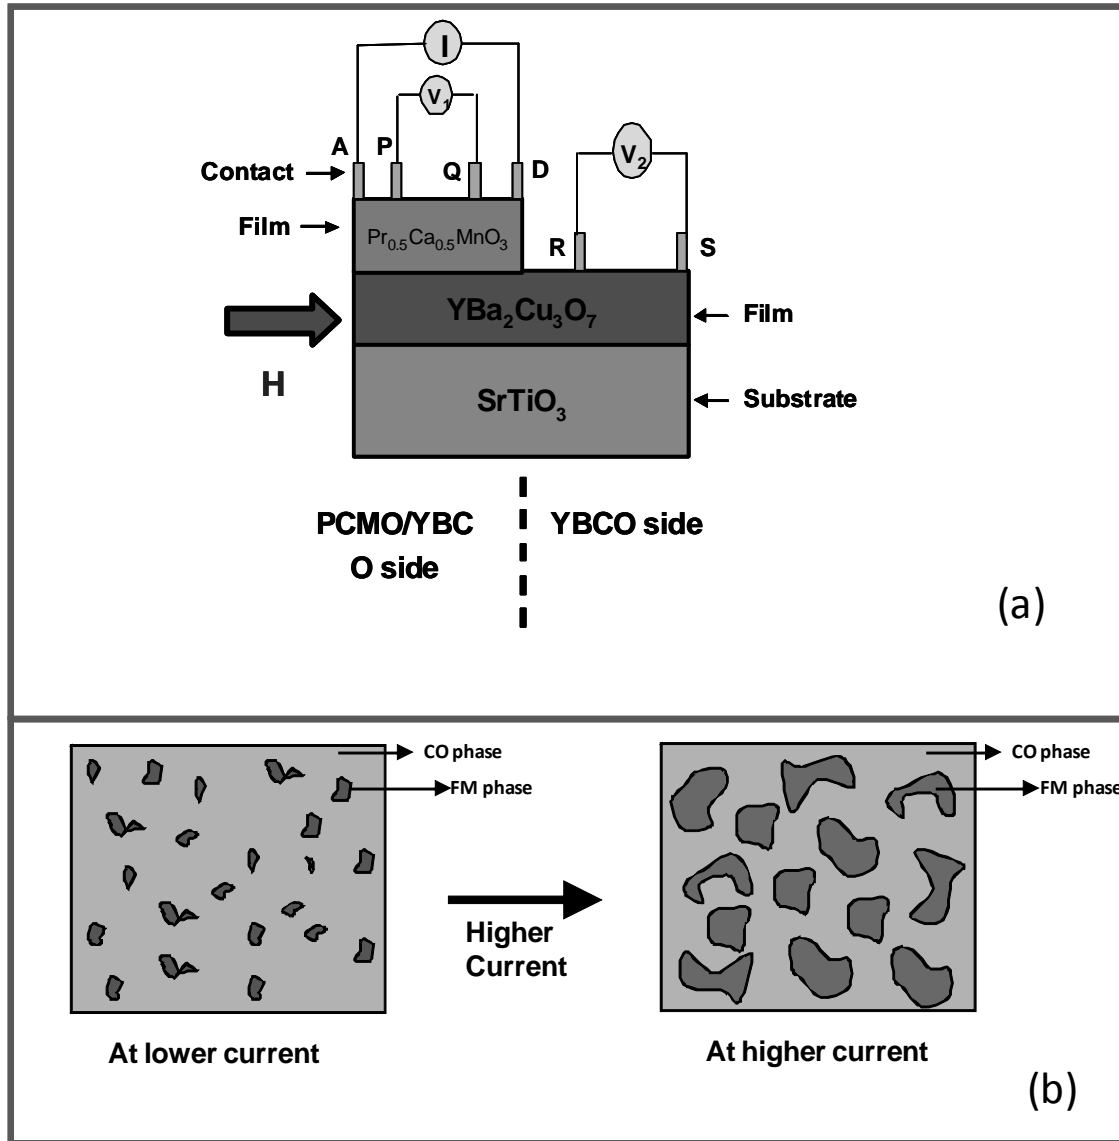 I
V1
A P
Q D
V2
Contact
Film
Pr0.5Ca0.5MnO3
R S
YBa2Cu3O7
Film
H
SrTiO3
Substrate
PCMO/YBC
O side
YBCO side
(a)
CO phase
FM phase
CO phase
FM phase
Higher
Current
At lower current
At higher current
(b)